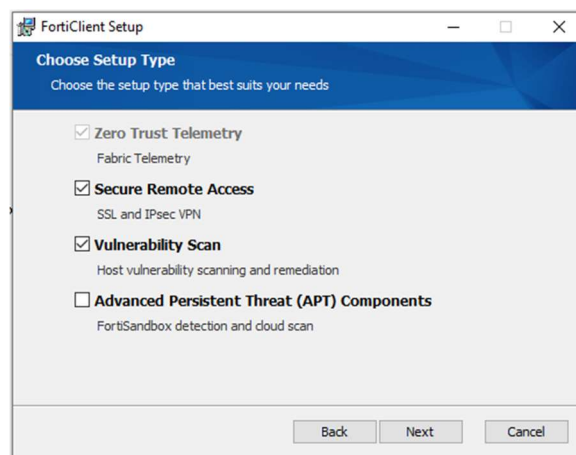 FortiClient Setup
Choose Setup Type
Choose the setup type that best suits your needs
Zero Trust Telemetry
Fabric Telemetry
Secure Remote Access
SSL and IPsec VPN
Vulnerability Scan
Host vulnerability scanning and remediation
Advanced Persistent Threat (APT) Components
FortiSandbox detection and cloud scan
Back Next Cancel